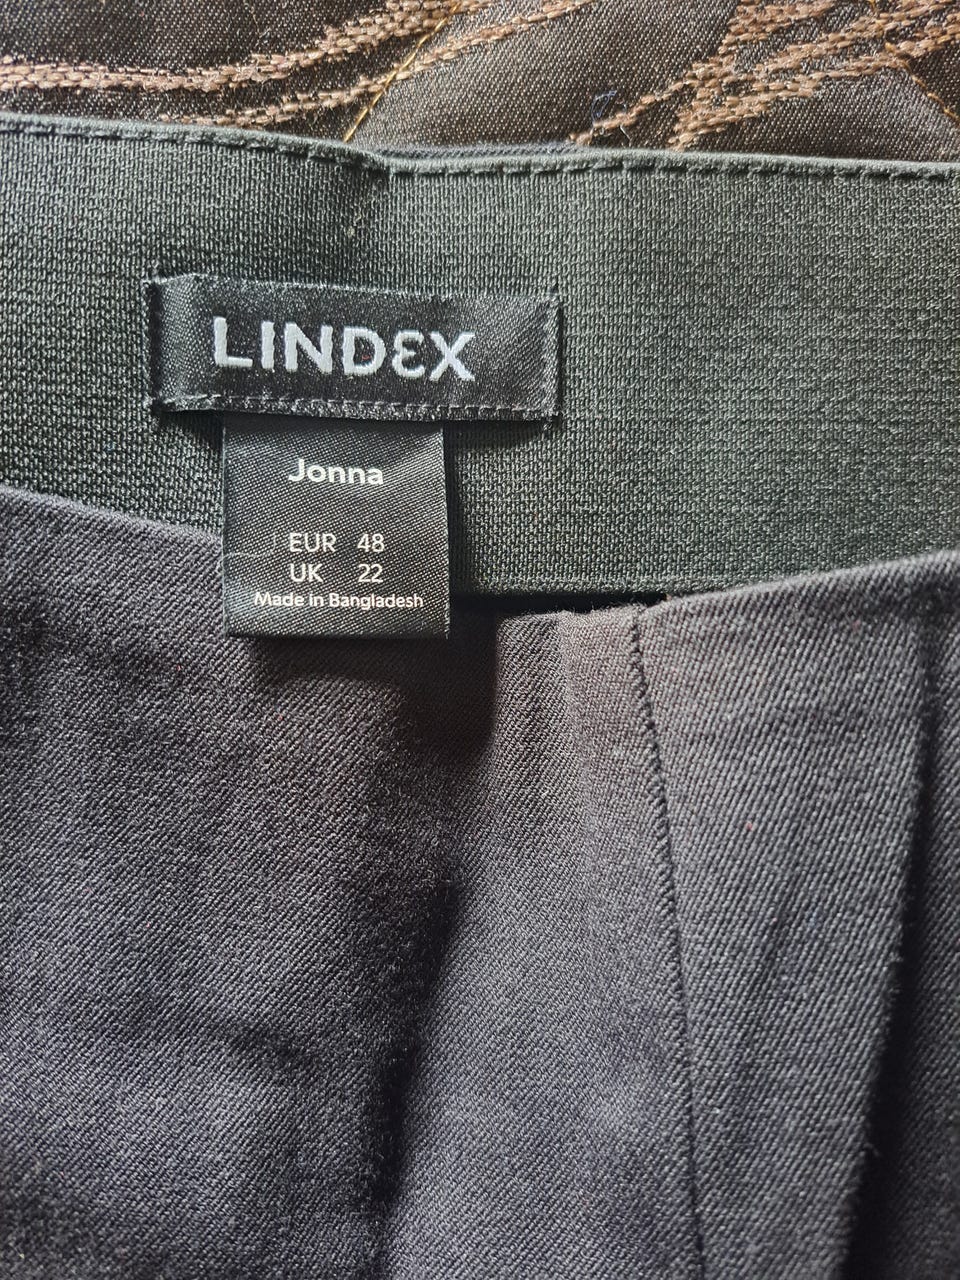 LINDEX
Jonna
EUR 48
UK 22
Made in Bangladesh